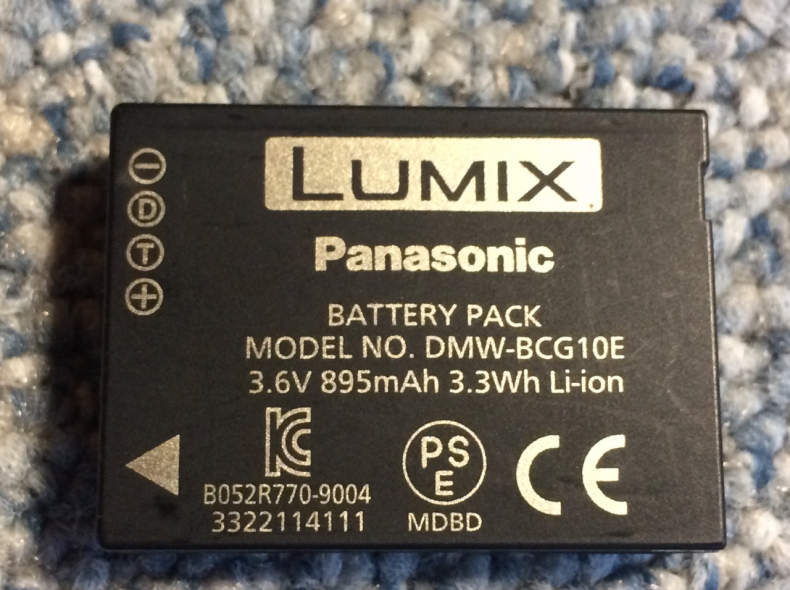 LUMIX
Panasonic
BATTERY PACK
MODEL NO. DMW-BCG10E
3.6V 895mAh 3.3Wh Li-ion
−
D
T
+
KC
B052R770-9004
3322114111
PS
E
MDBD
CE